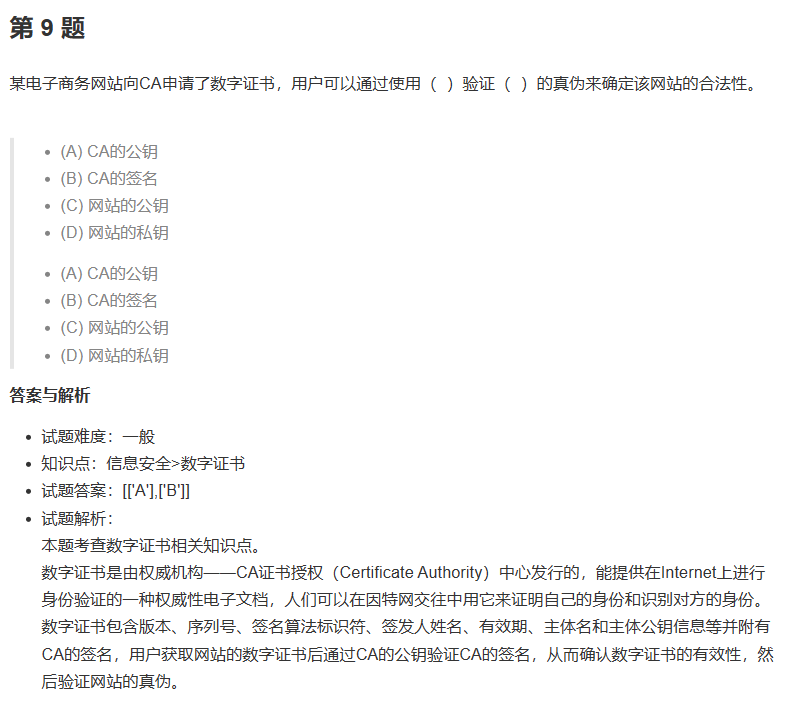 第 9 题
某电子商务网站向CA申请了数字证书，用户可以通过使用（ ）验证（ ）的真伪来确定该网站的合法性。
(A) CA的公钥
(B) CA的签名
(C) 网站的公钥
(D) 网站的私钥
(A) CA的公钥
(B) CA的签名
(C) 网站的公钥
(D) 网站的私钥
答案与解析
试题难度：一般
知识点：信息安全>数字证书
试题答案：[['A'],['B']]
试题解析：
本题考查数字证书相关知识点。
数字证书是由权威机构——CA证书授权（Certificate Authority）中心发行的，能提供在Internet上进行
身份验证的一种权威性电子文档，人们可以在因特网交往中用它来证明自己的身份和识别对方的身份。
数字证书包含版本、序列号、签名算法标识符、签发人姓名、有效期、主体名和主体公钥信息等并附有
CA的签名，用户获取网站的数字证书后通过CA的公钥验证CA的签名，从而确认数字证书的有效性，然
后验证网站的真伪。